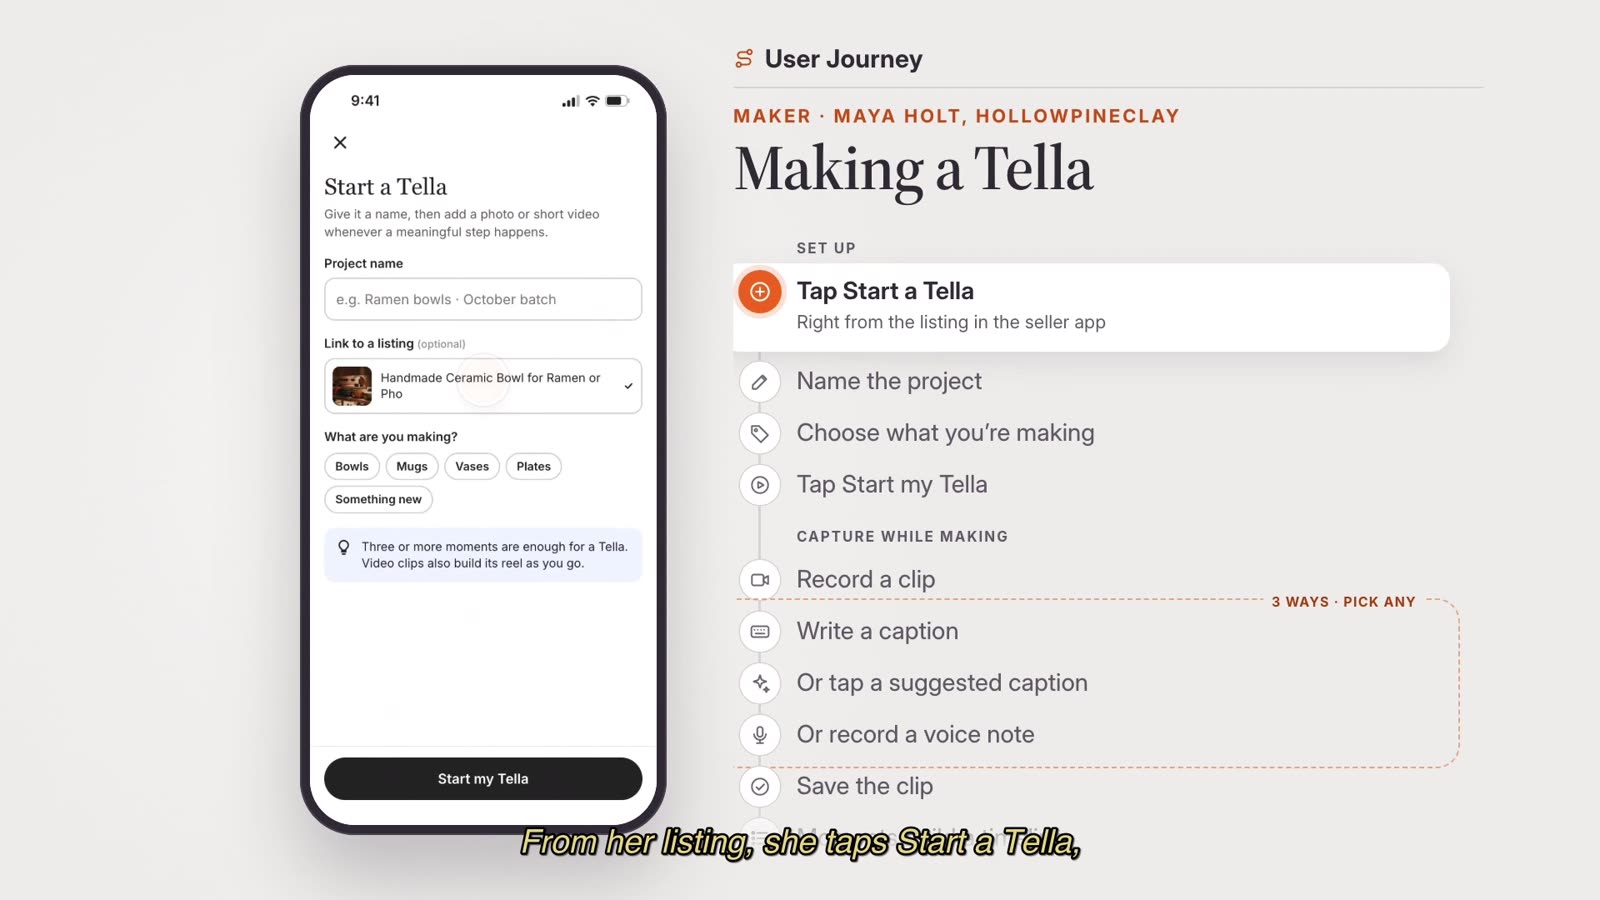 9:41
Start a Tella
Give it a name, then add a photo or short video
whenever a meaningful step happens.
Project name
e.g. Ramen bowls · October batch
Link to a listing (optional)
Handmade Ceramic Bowl for Ramen or
Pho
What are you making?
Bowls
Mugs
Vases
Plates
Something new
Three or more moments are enough for a Tella.
Video clips also build its reel as you go.
Start my Tella
User Journey
MAKER · MAYA HOLT, HOLLOWPINECLAY
Making a Tella
SET UP
Tap Start a Tella
Right from the listing in the seller app
Name the project
Choose what you’re making
Tap Start my Tella
CAPTURE WHILE MAKING
Record a clip
3 WAYS · PICK ANY
Write a caption
Or tap a suggested caption
Or record a voice note
Save the clip
From her listing, she taps Start a Tella,